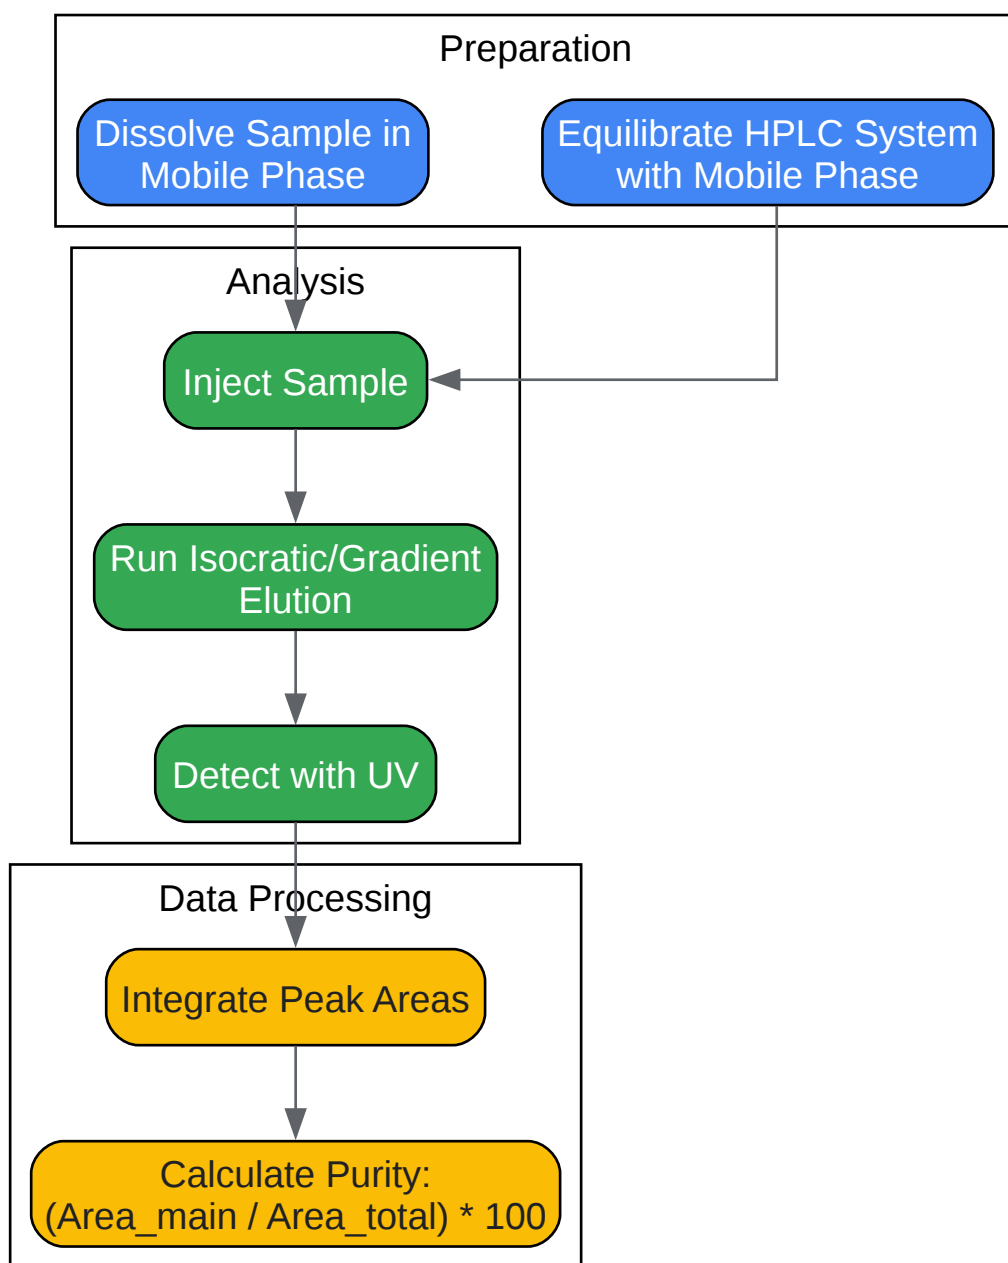 Preparation
Dissolve Sample in
Mobile Phase
Equilibrate HPLC System
with Mobile Phase
Analysis
Inject Sample
Run Isocratic/Gradient
Elution
Detect with UV
Data Processing
Integrate Peak Areas
Calculate Purity:
(Area_main / Area_total) * 100